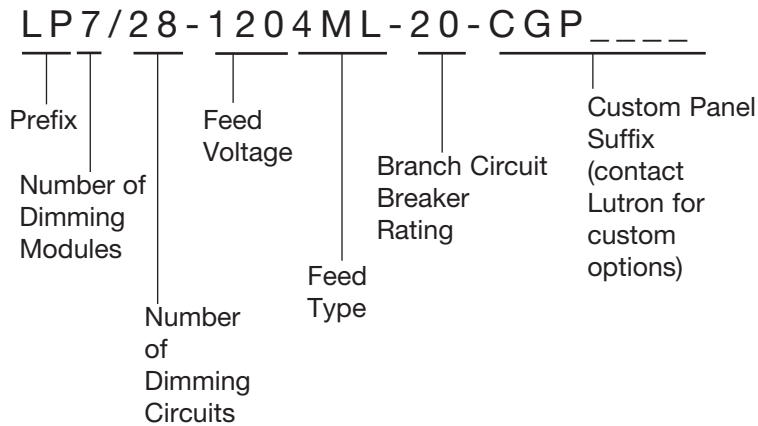 LP7/28-1204ML-20-CGP____
Prefix
Number of
Dimming
Modules
Number
of
Dimming
Circuits
Feed
Voltage
Feed
Type
Branch Circuit
Breaker
Rating
Custom Panel
Suffix
(contact
Lutron for
custom
options)